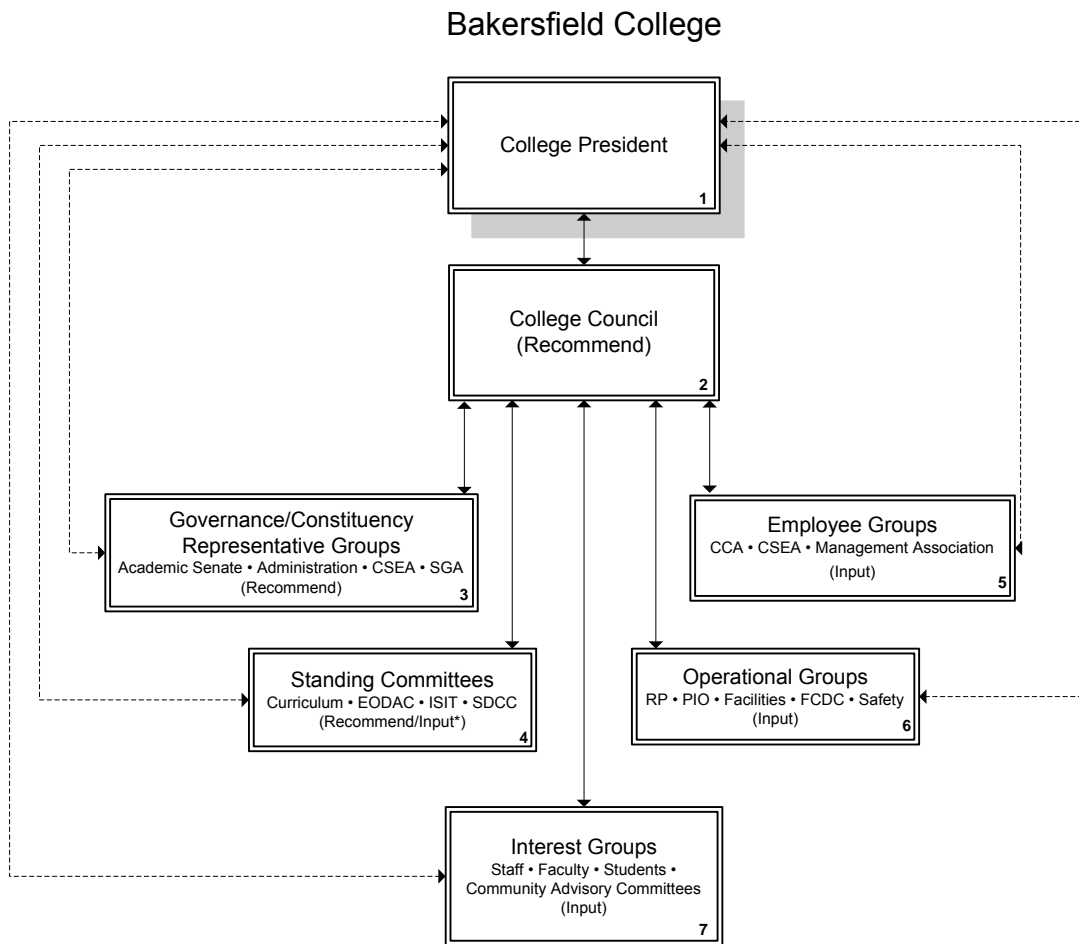 Bakersfield College
College President
1
College Council
(Recommend)
2
Governance/Constituency
Representative Groups
Academic Senate • Administration • CSEA • SGA
(Recommend)
3
Employee Groups
CCA • CSEA • Management Association
(Input)
5
Standing Committees
Curriculum • EODAC • ISIT • SDCC
(Recommend/Input*)
4
Operational Groups
RP • PIO • Facilities • FCDC • Safety
(Input)
6
Interest Groups
Staff • Faculty • Students •
Community Advisory Committees
(Input)
7